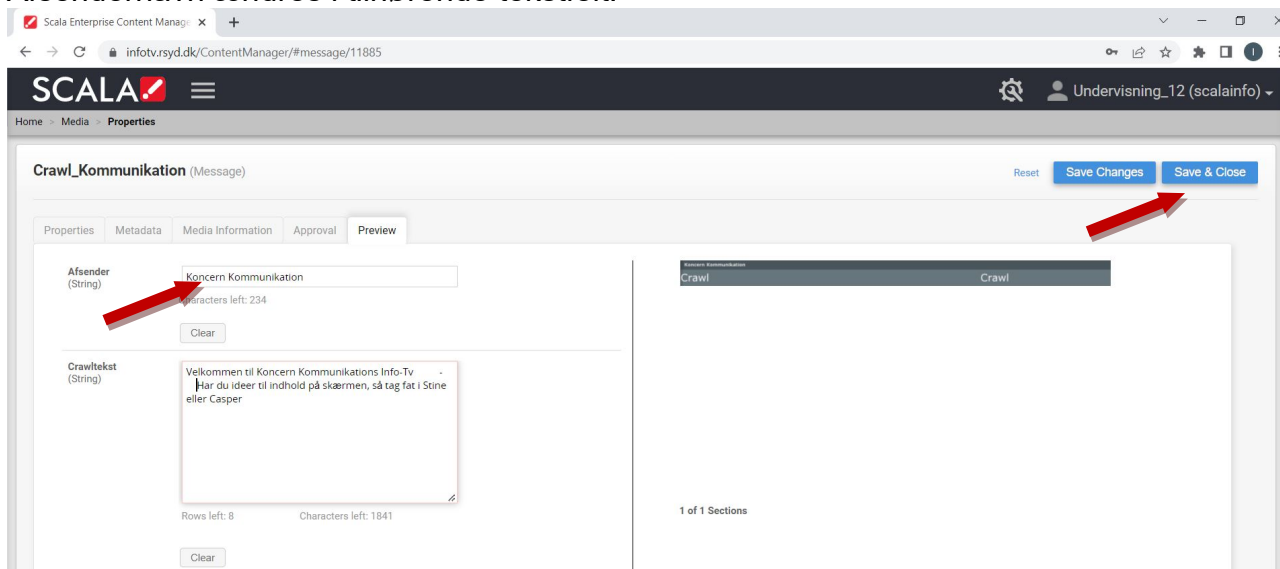 Scala Enterprise Content Manage
infotv.rsyd.dk/ContentManager/#message/11885
SCALA
Undervisning_12 (scalainfo)
Home > Media > Properties
Crawl_Kommunikation (Message)
Reset Save Changes Save & Close
Properties Metadata Media Information Approval Preview
Afsender
(String)
Koncern Kommunikation
characters left: 234
Clear
Koncern Kommunikation
Crawl Crawl
Crawltekst
(String)
Velkommen til Koncern Kommunikations Info-Tv -
Har du ideer til indhold på skærmen, så tag fat i Stine
eller Casper
Rows left: 8 Characters left: 1841
Clear
1 of 1 Sections